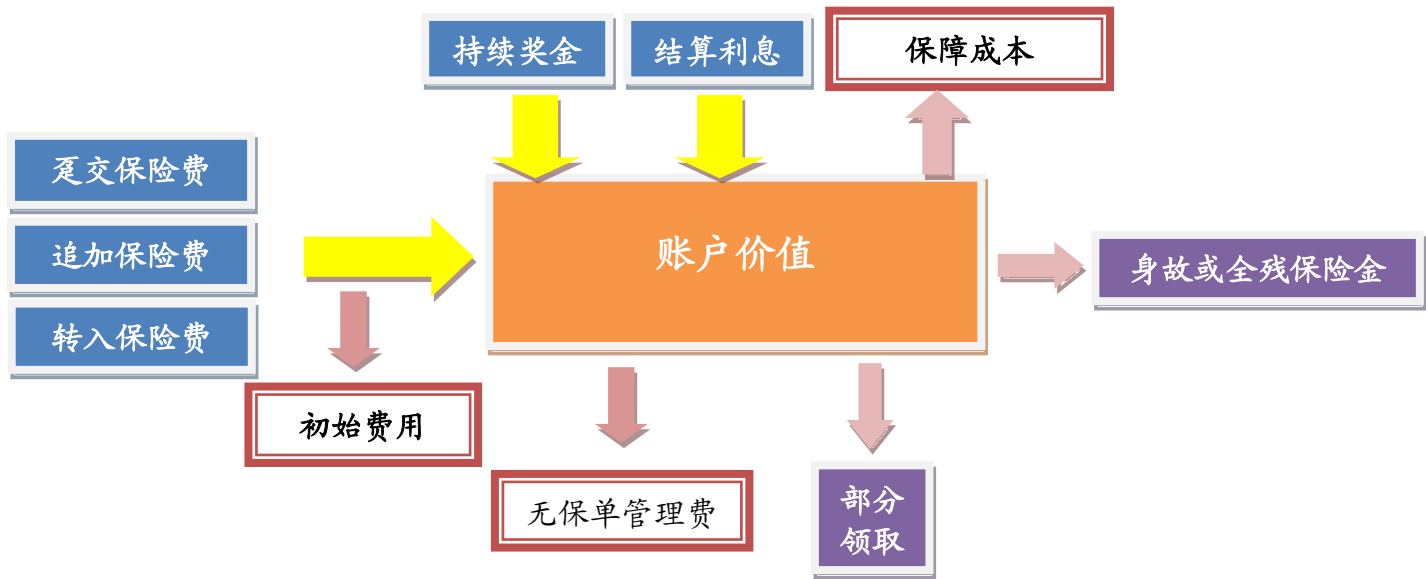 持续奖金
结算利息
保障成本
趸交保险费
追加保险费
转入保险费
账户价值
身故或全残保险金
初始费用
无保单管理费
部分
领取